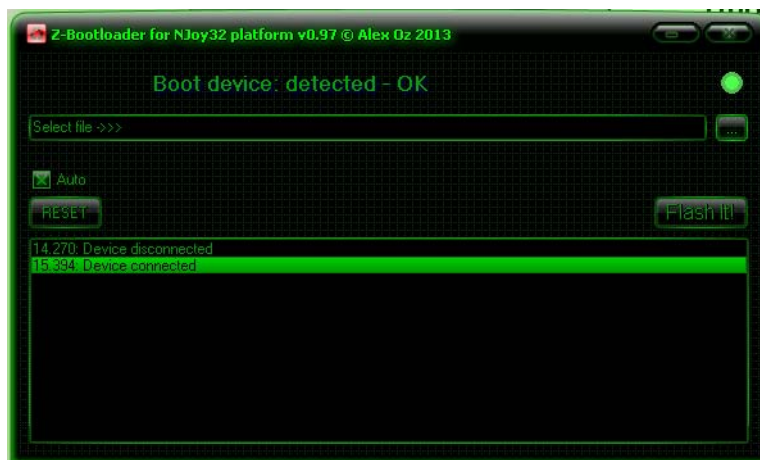 Z-Bootloader for NJoy32 platform v0.97 © Alex Oz 2013
Boot device: detected - OK
Select file ->>>
...
Auto
RESET
Flash It!
14.270: Device disconnected
15.394: Device connected